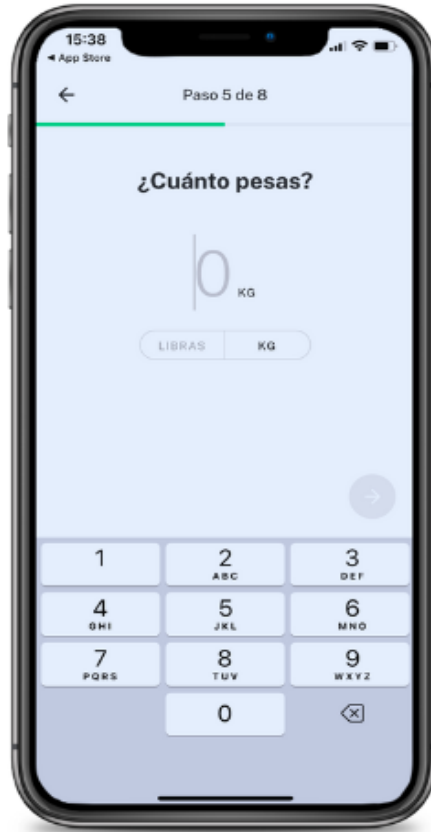 15:38
◀ App Store
Paso 5 de 8
¿Cuánto pesas?
0 KG
LIBRAS KG
1 2 3
ABC DEF
4 5 6
GHI JKL MNO
7 8 9
PQRS TUV WXYZ
0